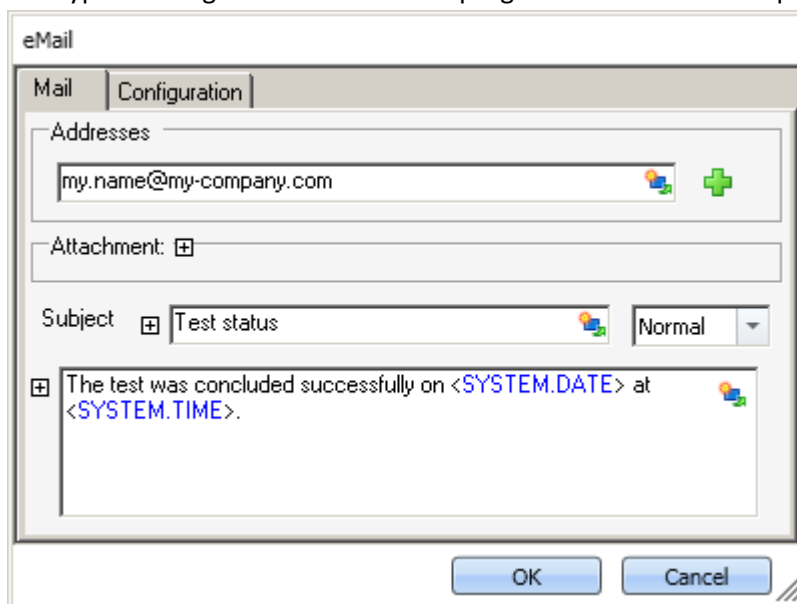 eMail
Mail Configuration
Addresses
my.name@my-company.com
Attachment:
Subject Test status Normal
The test was concluded successfully on <SYSTEM.DATE> at
<SYSTEM.TIME>.
OK Cancel